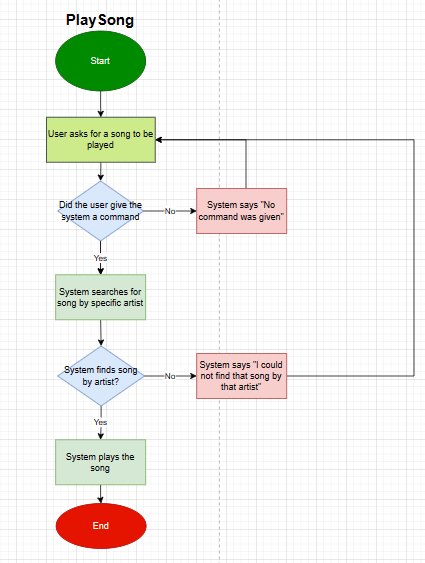 PlaySong
Start
User asks for a song to be
played
Did the user give the
system a command
No
System says "No
command was given"
Yes
System searches for
song by specific artist
System finds song
by artist?
No
System says "I could
not find that song by
that artist"
Yes
System plays the
song
End